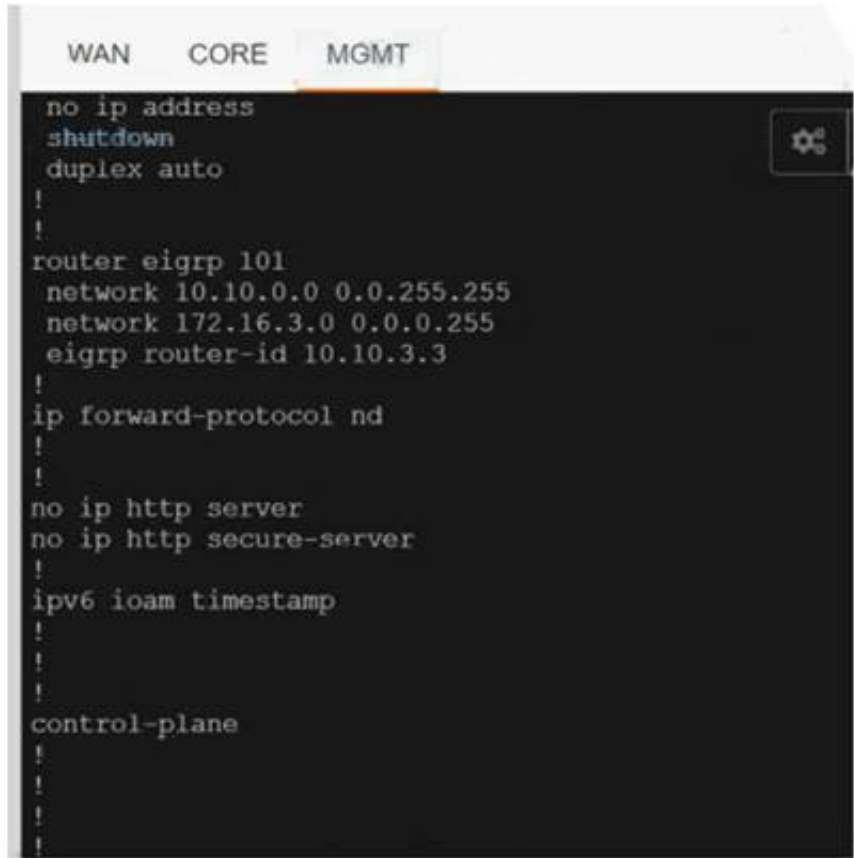 WAN CORE MGMT
no ip address
shutdown
duplex auto
!
!
router eigrp 101
network 10.10.0.0 0.0.255.255
network 172.16.3.0 0.0.0.255
eigrp router-id 10.10.3.3
!
ip forward-protocol nd
!
!
no ip http server
no ip http secure-server
!
ipv6 ioam timestamp
!
!
!
control-plane
!
!
!
!